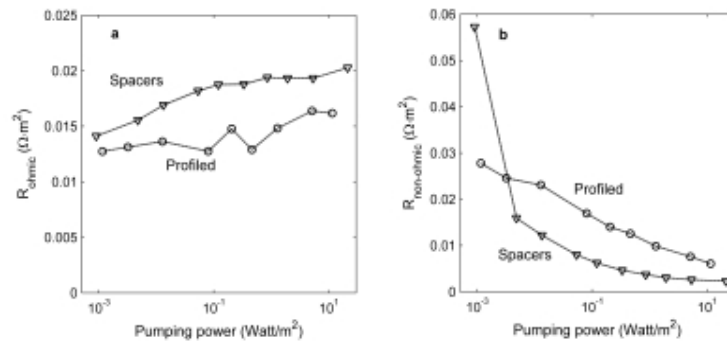 0.025
a
0.02
Spacers
0.015
0.01
Profiled
0.005
0
10⁻³
10⁻¹
10¹
R_ohmic (Ω·m²)
Pumping power (Watt/m²)
0.06
b
0.05
0.04
0.03
Profiled
0.02
0.01
Spacers
0
10⁻³
10⁻¹
10¹
R_non-ohmic (Ω·m²)
Pumping power (Watt/m²)